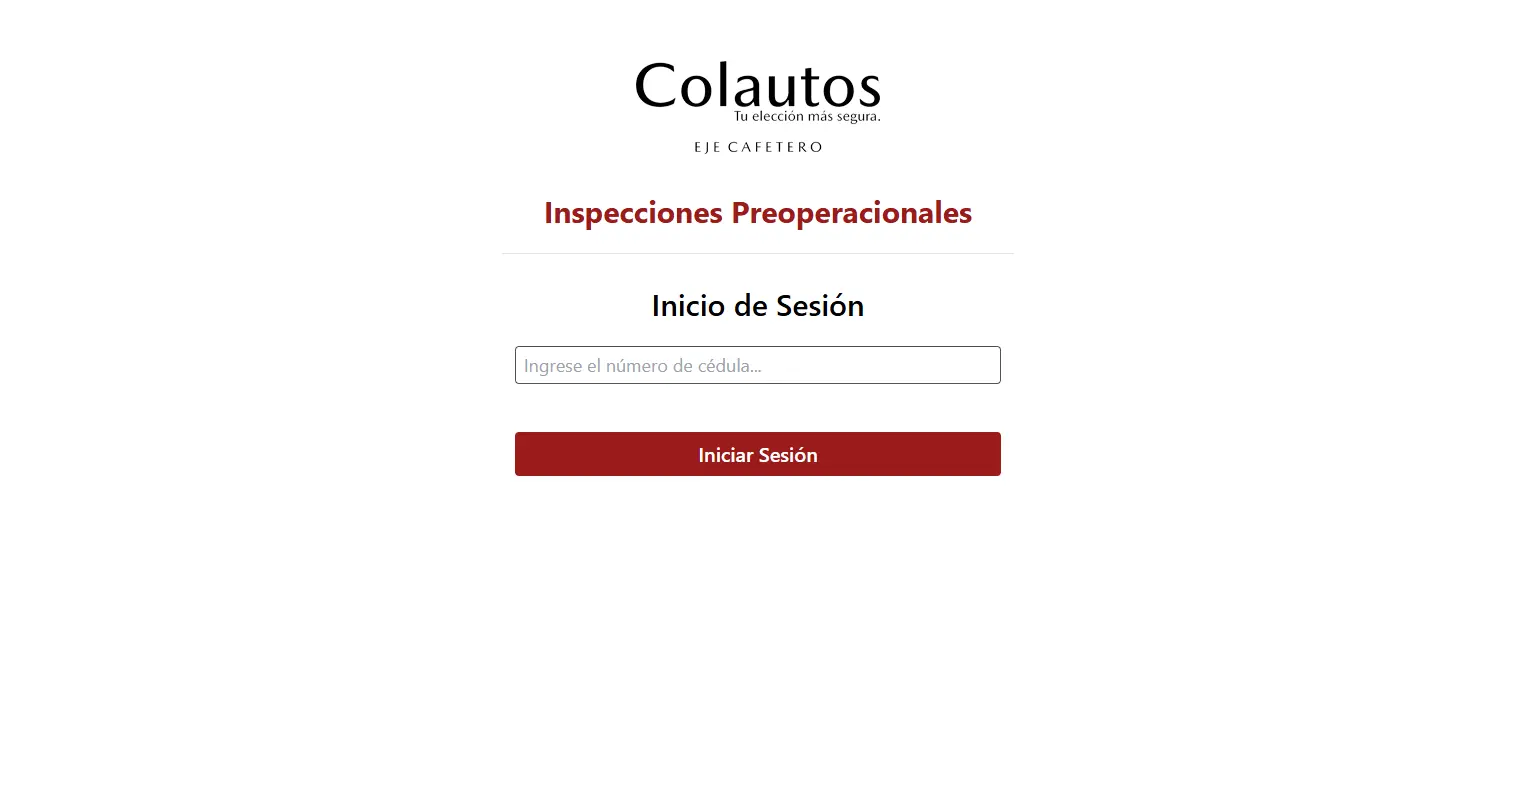 Colautos
Tu elección más segura.
EJE CAFETERO
Inspecciones Preoperacionales
Inicio de Sesión
Ingrese el número de cédula...
Iniciar Sesión